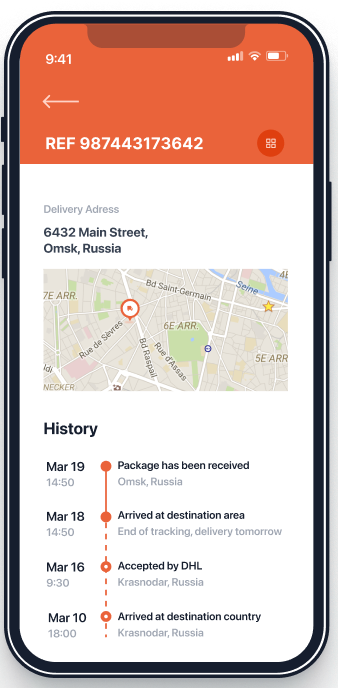 9:41
REF 987443173642
Delivery Adress
6432 Main Street,
Omsk, Russia
7E ARR.
Bd Saint-Germain
Seine
4E
Rue de Sèvres
6E ARR.
Bd Raspail
Rue d'Assas
5E ARR
NECKER
History
Mar 19
Package has been received
14:50
Omsk, Russia
Mar 18
Arrived at destination area
14:50
End of tracking, delivery tomorrow
Mar 16
Accepted by DHL
9:30
Krasnodar, Russia
Mar 10
Arrived at destination country
18:00
Krasnodar, Russia